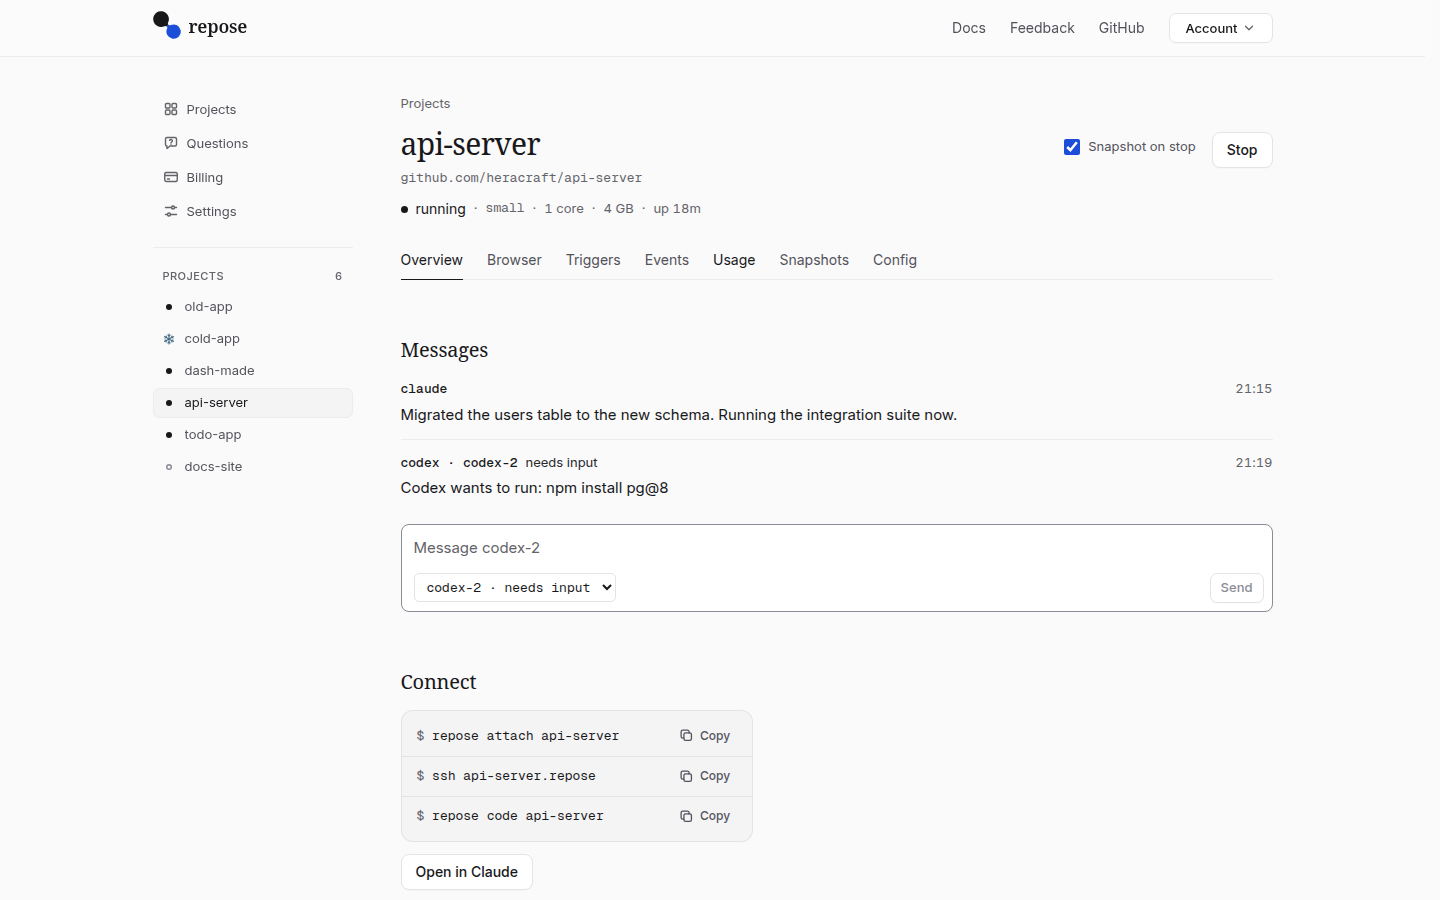 repose
Docs
Feedback
GitHub
Account
Projects
Questions
Billing
Settings
PROJECTS 6
old-app
cold-app
dash-made
api-server
todo-app
docs-site
Projects
api-server
Snapshot on stop
Stop
github.com/heracraft/api-server
running · small · 1 core · 4 GB · up 18m
Overview Browser Triggers Events Usage Snapshots Config
Messages
claude 21:15
Migrated the users table to the new schema. Running the integration suite now.
codex · codex-2 needs input 21:19
Codex wants to run: npm install pg@8
Message codex-2
codex-2 · needs input
Send
Connect
$ repose attach api-server Copy
$ ssh api-server.repose Copy
$ repose code api-server Copy
Open in Claude